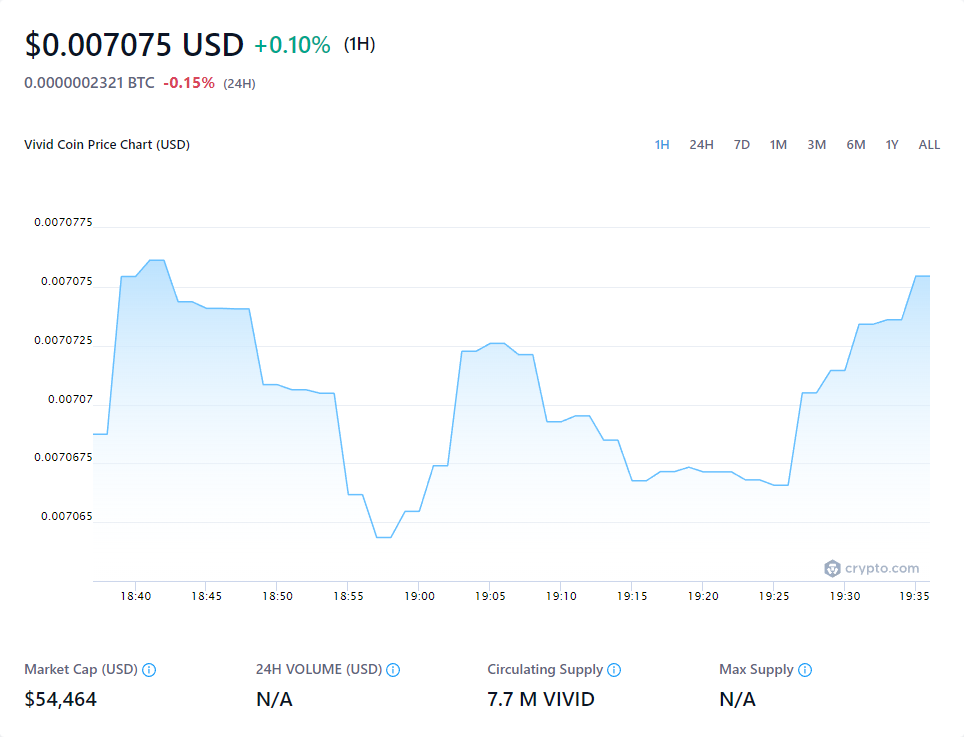 $0.007075 USD +0.10% (1H)
0.0000002321 BTC -0.15% (24H)
Vivid Coin Price Chart (USD)
1H 24H 7D 1M 3M 6M 1Y ALL
0.0070775
0.007075
0.0070725
0.00707
0.0070675
0.007065
crypto.com
18:40 18:45 18:50 18:55 19:00 19:05 19:10 19:15 19:20 19:25 19:30 19:35
Market Cap (USD) 24H VOLUME (USD) Circulating Supply Max Supply
$54,464 N/A 7.7 M VIVID N/A